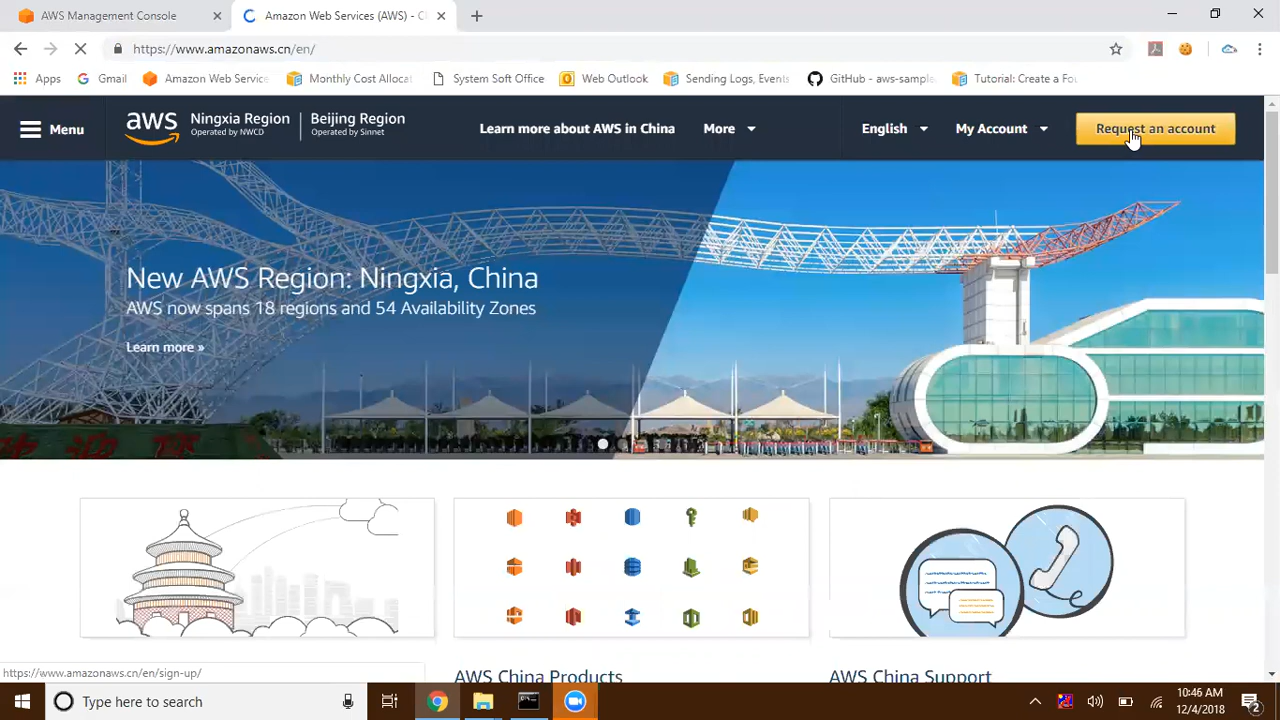 AWS Management Console
Amazon Web Services (AWS) - Cl
https://www.amazonaws.cn/en/
Apps
Gmail
Amazon Web Service
Monthly Cost Allocat
System Soft Office
Web Outlook
Sending Logs, Events
GitHub - aws-sample
Tutorial: Create a Fou
Menu
aws
Ningxia Region
Operated by NWCD
Beijing Region
Operated by Sinnet
Learn more about AWS in China
More
English
My Account
Request an account
New AWS Region: Ningxia, China
AWS now spans 18 regions and 54 Availability Zones
Learn more »
AWS China Products
AWS China Support
https://www.amazonaws.cn/en/sign-up/
Type here to search
10:46 AM
12/4/2018
2